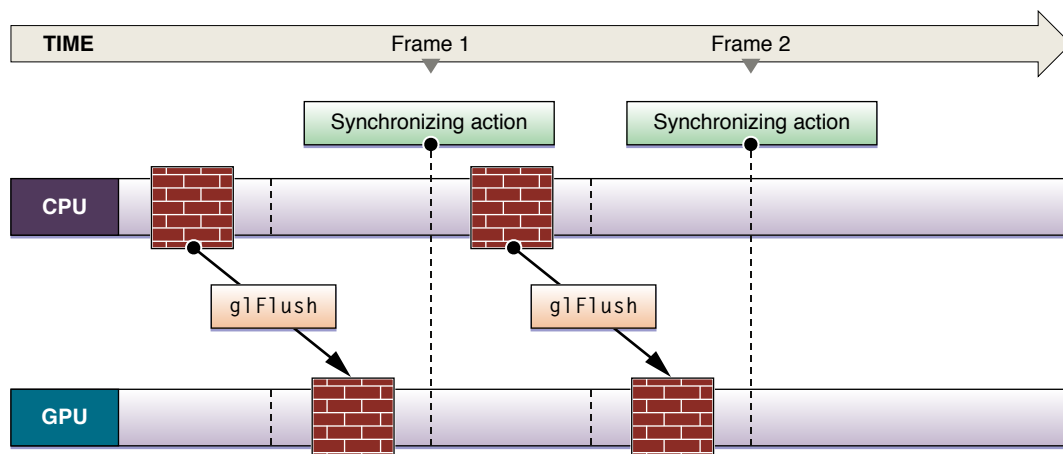 TIME
Frame 1
Frame 2
Synchronizing action
Synchronizing action
CPU
glFlush
glFlush
GPU